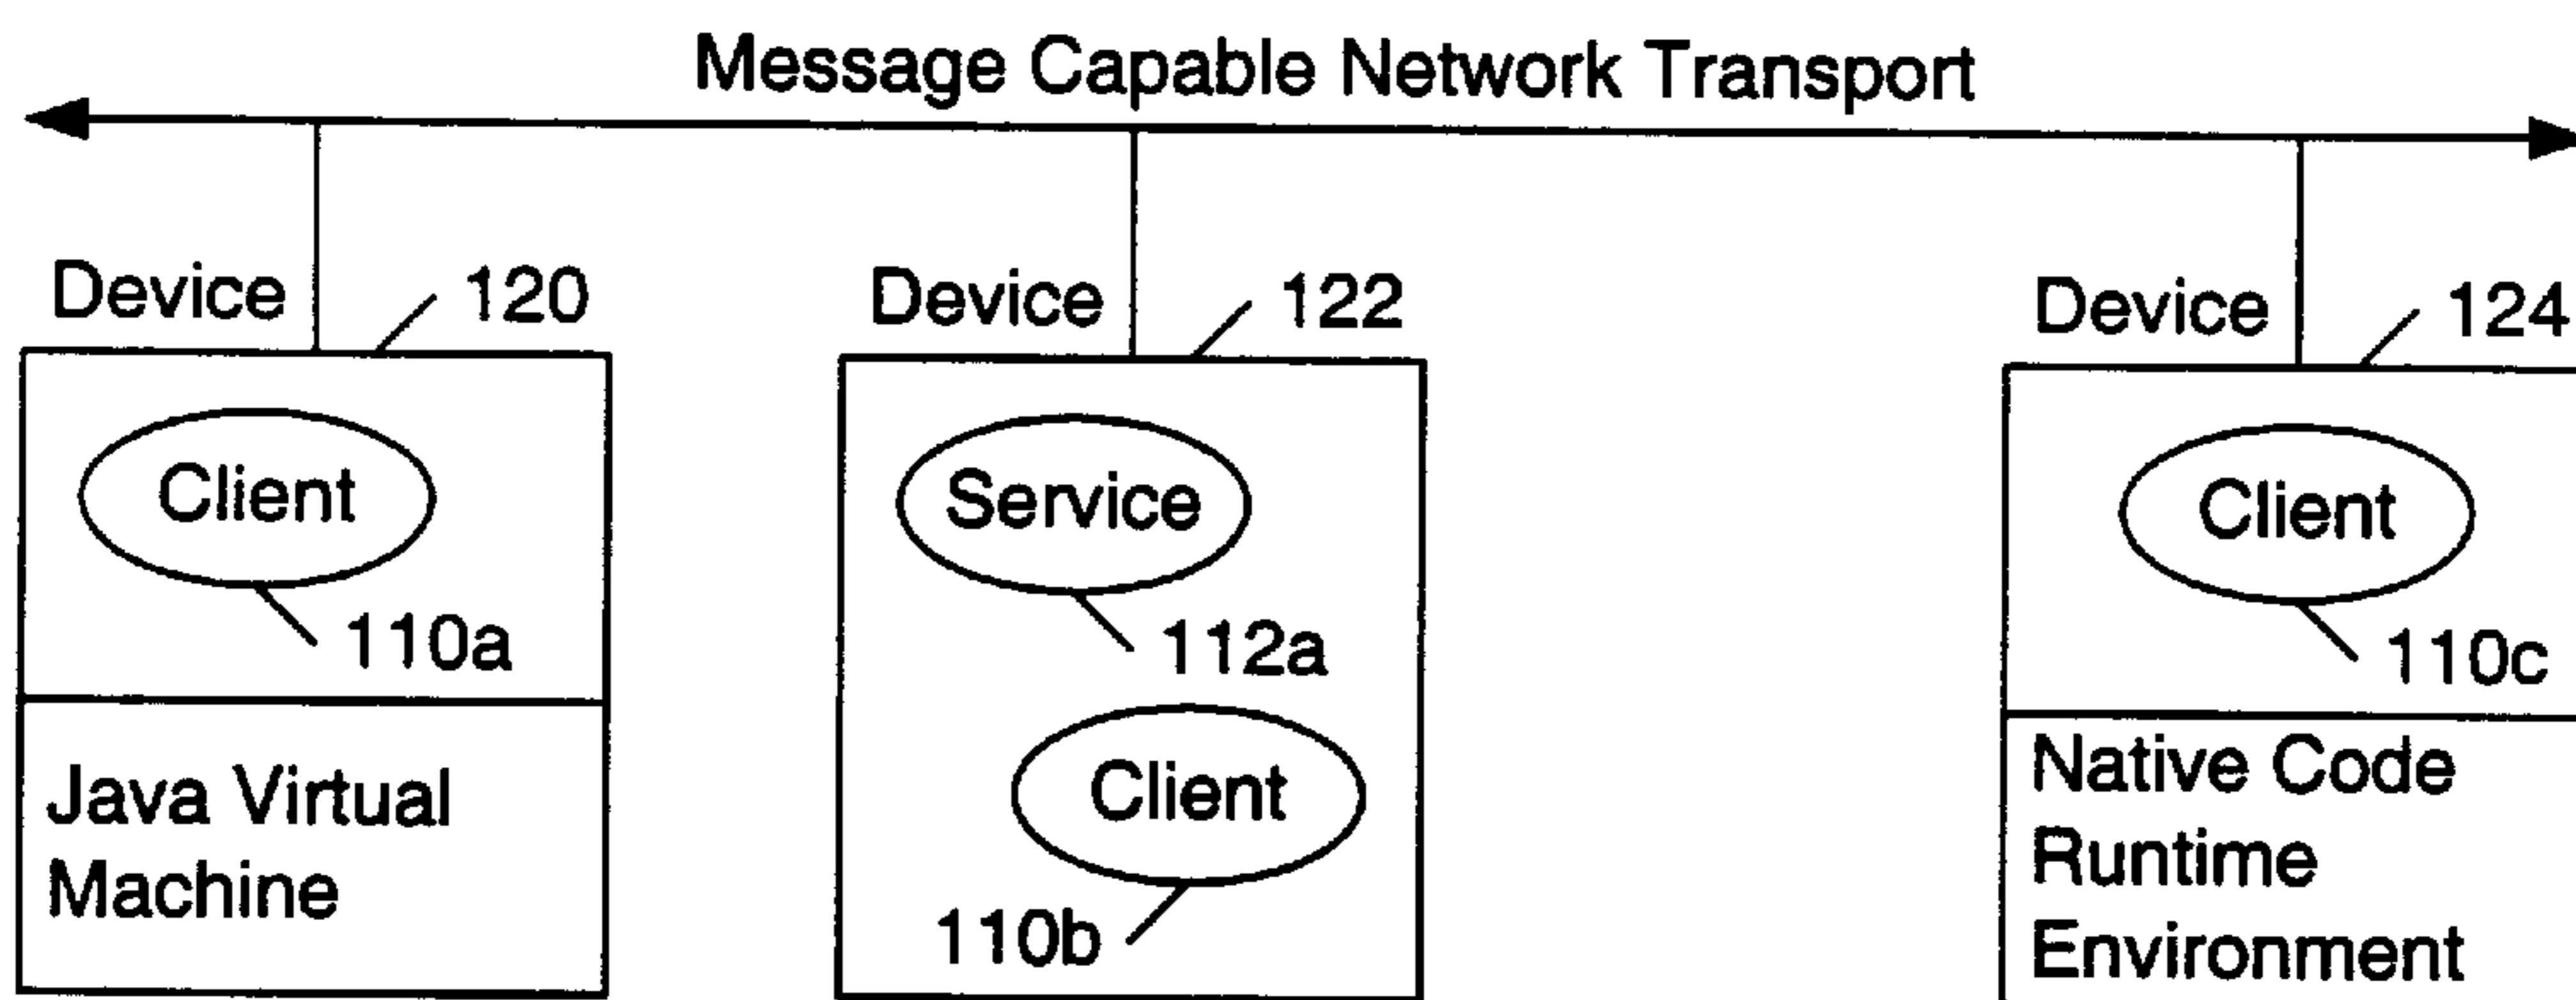 Message Capable Network Transport
Device 120
Device 122
Device 124
Client
110a
Java Virtual
Machine
Service
112a
Client
110b
Client
110c
Native Code
Runtime
Environment